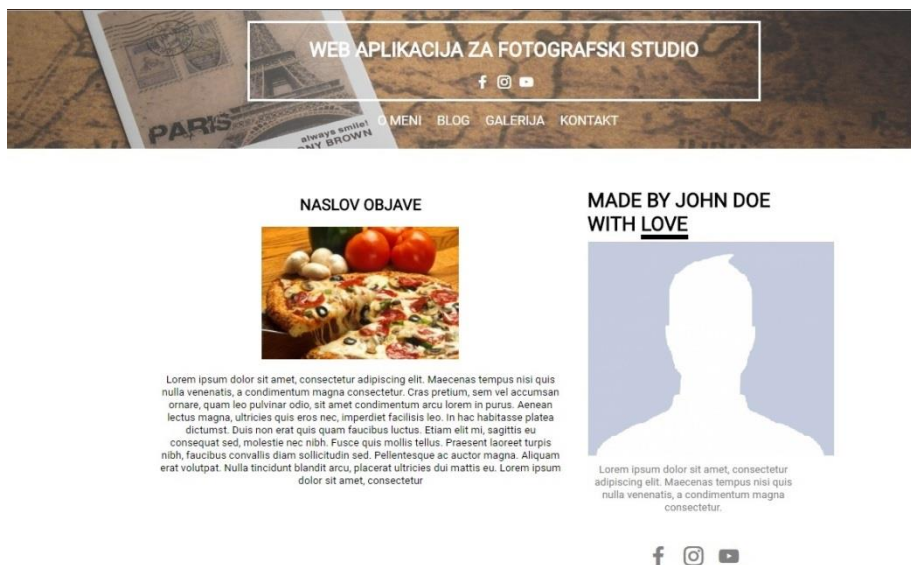 WEB APLIKACIJA ZA FOTOGRAFSKI STUDIO
PARIS
always smile!
NY BROWN
O MENI BLOG GALERIJA KONTAKT
NASLOV OBJAVE
Lorem ipsum dolor sit amet, consectetur adipiscing elit. Maecenas tempus nisi quis
nulla venenatis, a condimentum magna consectetur. Cras pretium, sem vel accumsan
ornare, quam leo pulvinar odio, sit amet condimentum arcu lorem in purus. Aenean
lectus magna, ultricies quis eros nec, imperdiet facilisis leo. In hac habitasse platea
dictumst. Duis non erat quis quam faucibus luctus. Etiam elit mi, sagittis eu
consequat sed, molestie nec nibh. Fusce quis mollis tellus. Praesent laoreet turpis
nibh, faucibus convallis diam sollicitudin sed. Pellentesque ac auctor magna. Aliquam
erat volutpat. Nulla tincidunt blandit arcu, placerat ultricies dui mattis eu. Lorem ipsum
dolor sit amet, consectetur
MADE BY JOHN DOE
WITH LOVE
Lorem ipsum dolor sit amet, consectetur
adipiscing elit. Maecenas tempus nisi quis
nulla venenatis, a condimentum magna
consectetur.